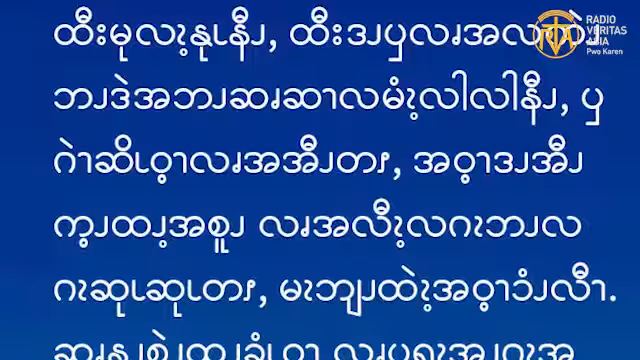 ထီးမုလၩ့နုၬနီၪ, ထီးဒၪပှလၧအလ
ဘၪဒဲအဘၪဆၧဆၫလမံၩ့လါလါနီၪ, ပှ
ဂဲၫဆိၬဝ့ၫလၧအအီၪတၭ, အဝ့ၫဒၪအီၪ
က့ၪထၪ့အစူၪ လၧအလီၩ့လဂၩဘၪလ
ဂၩဆုၬဆုၬတၭ, မၩဘျၪထဲၩ့အဝ့ၫဒံၪလီၫ.
RADIO
VERITAS
ASIA
Pwo Karen